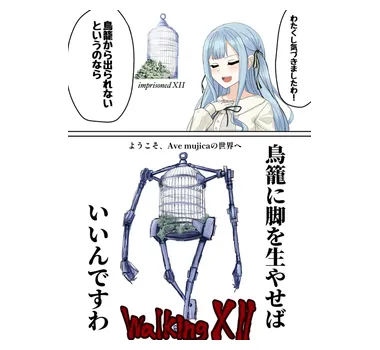 わたくし気づきましたわ！
鳥籠から出られない
というのなら
imprisoned XII
ようこそ、Ave mujicaの世界へ
鳥籠に脚を生やせば
いいんですわ
Walking XII